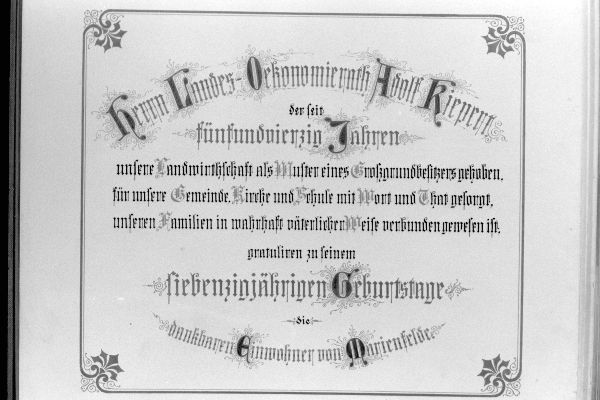 Herrn Landes-Oekonomierath Adolf Kiepert,
der seit
fünfundvierzig Jahren
unsere Landwirthschaft als Muster eines Großgrundbesitzers gehoben,
für unsere Gemeinde, Kirche und Schule mit Wort und That gesorgt,
unseren Familien in wahrhaft väterlicher Weise verbunden gewesen ist,
gratuliren zu seinem
siebenzigjährigen Geburtstage
die
dankbaren Einwohner von Marienfelde.